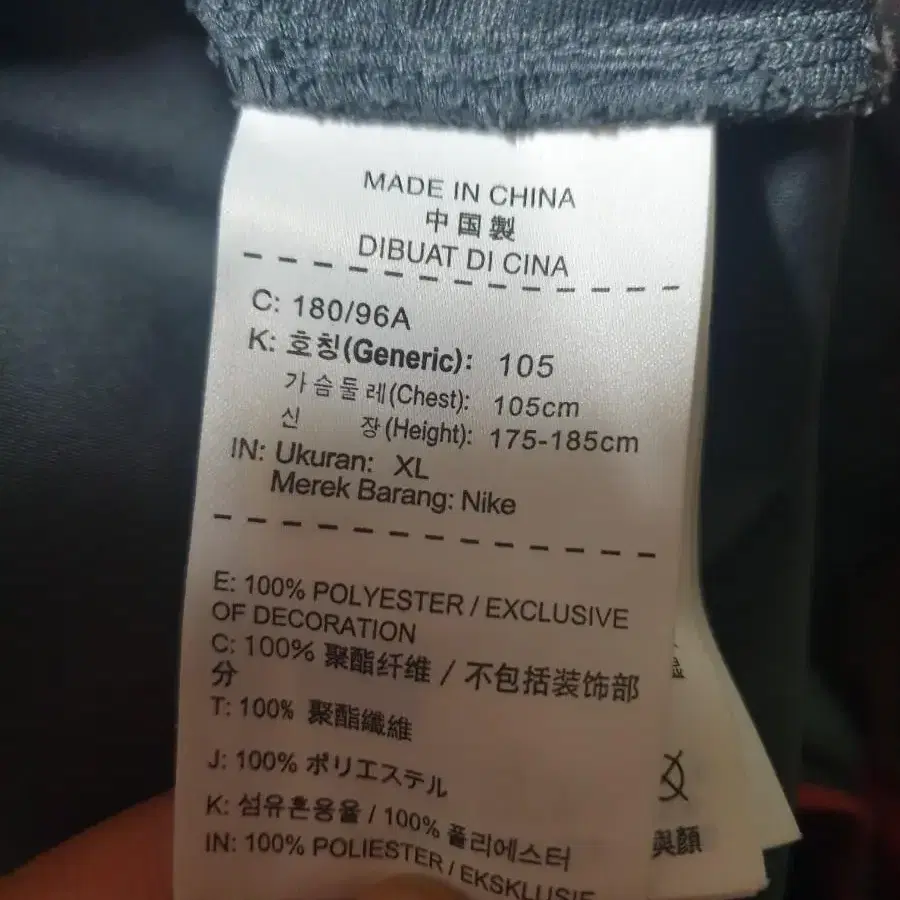 MADE IN CHINA
中国製
DIBUAT DI CINA
C: 180/96A
K: 호칭(Generic): 105
가슴둘레(Chest): 105cm
신 장(Height): 175-185cm
IN: Ukuran: XL
Merek Barang: Nike
E: 100% POLYESTER / EXCLUSIVE
OF DECORATION
C: 100% 聚酯纤维 / 不包括装饰部
分
T: 100% 聚酯纖維
J: 100% ポリエステル
K: 섬유혼용율 / 100% 폴리에스터
IN: 100% POLIESTER / EKSKLUSIF
與顏